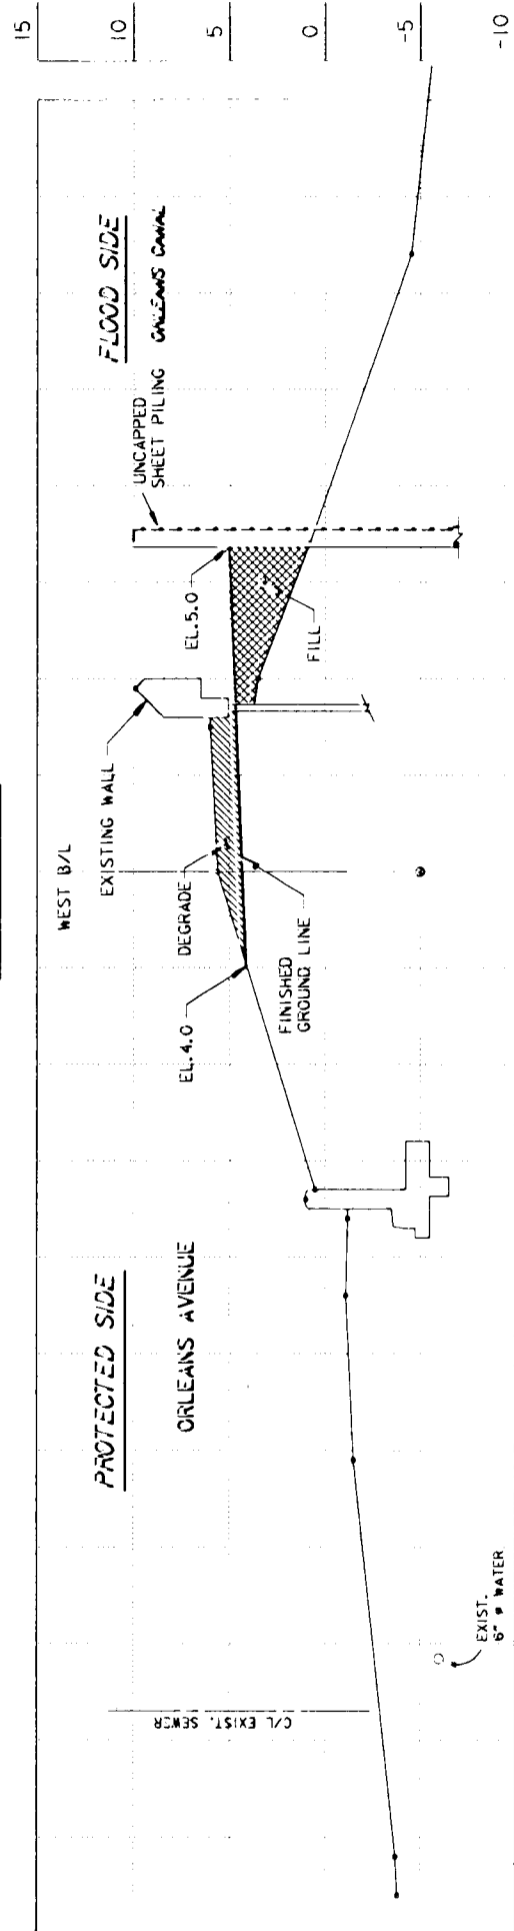 15
10
5
0
-5
-10
FLOOD SIDE
UNCAPPED
SHEET PILING
ORLEANS CANAL
EL.5.0
FILL
EXISTING WALL
WEST B/L
DEGRADE
FINISHED
GROUND LINE
EL.4.0
PROTECTED SIDE
ORLEANS AVENUE
C/L EXIST. SEWER
EXIST.
6" ø WATER